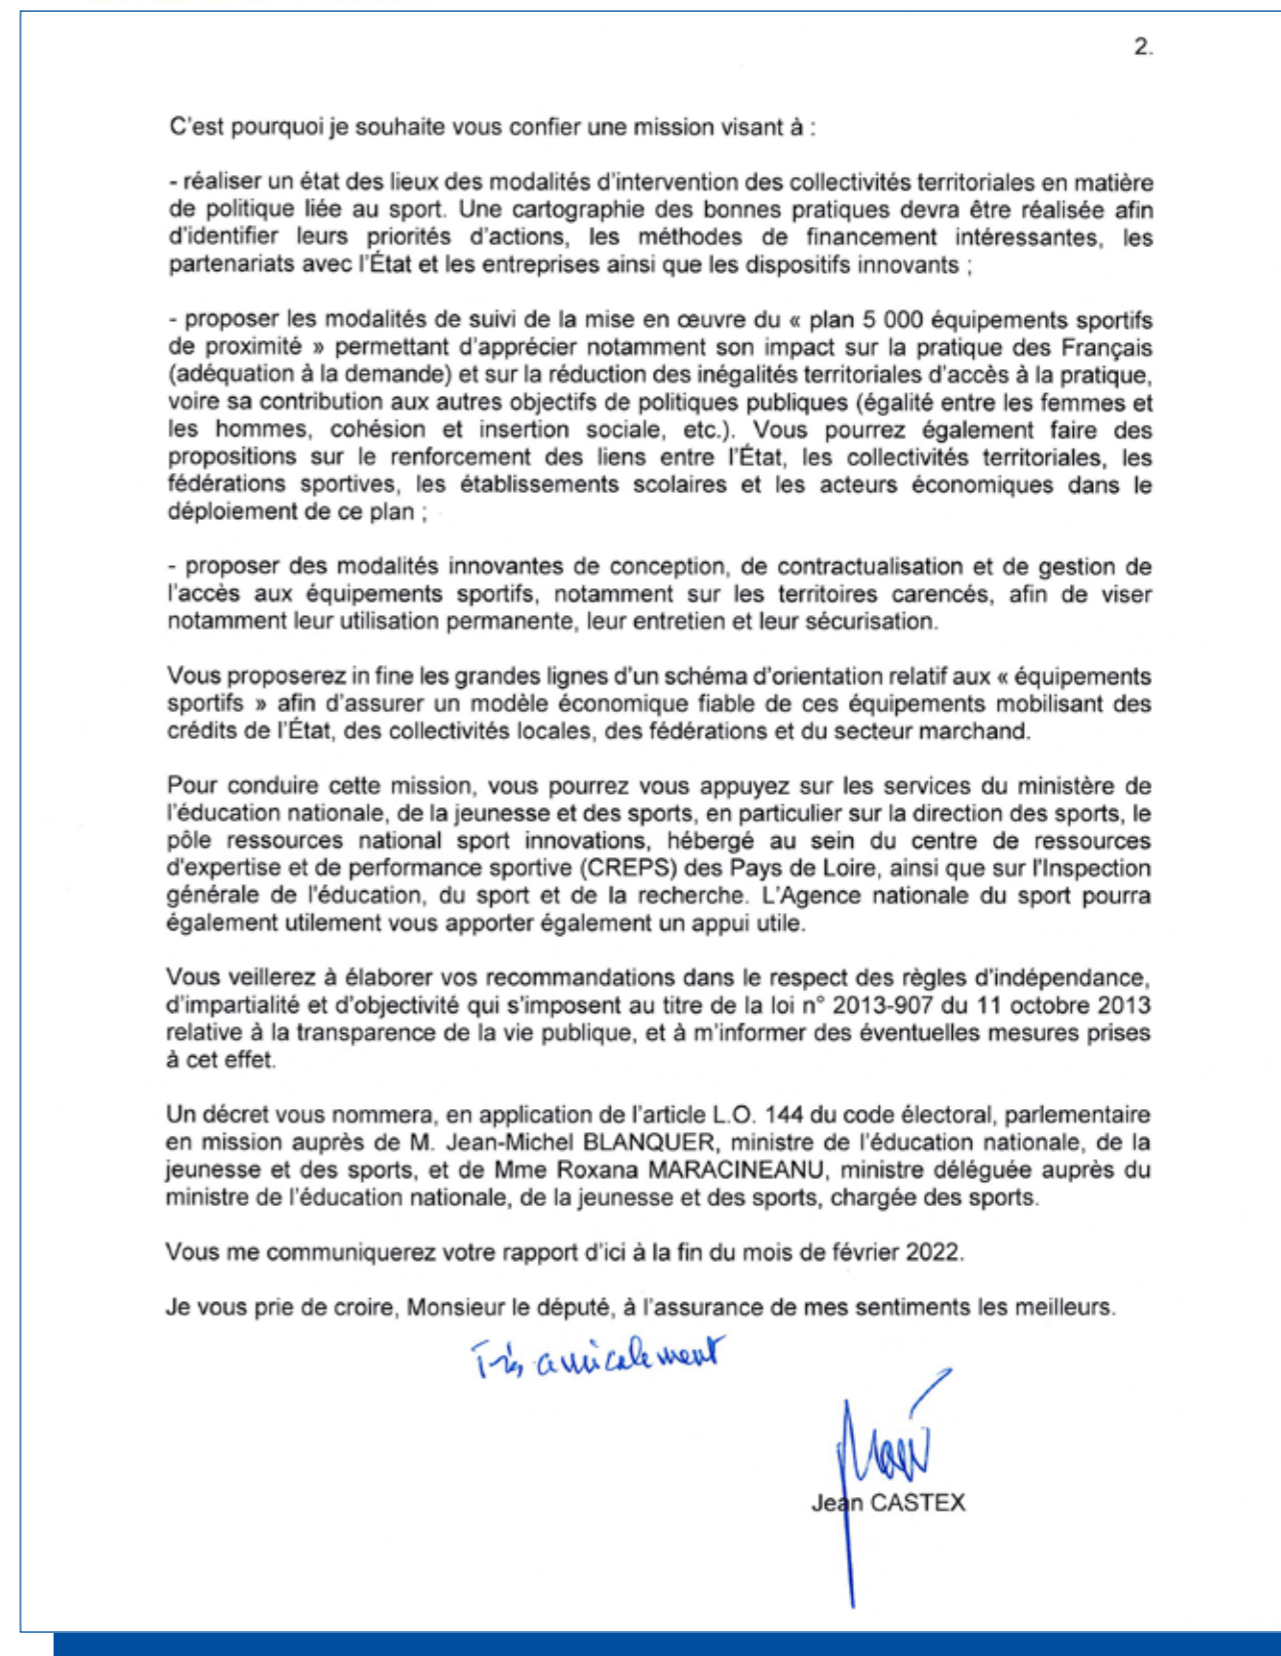 2.
C'est pourquoi je souhaite vous confier une mission visant à :
- réaliser un état des lieux des modalités d'intervention des collectivités territoriales en matière
de politique liée au sport. Une cartographie des bonnes pratiques devra être réalisée afin
d'identifier leurs priorités d'actions, les méthodes de financement intéressantes, les
partenariats avec l'État et les entreprises ainsi que les dispositifs innovants ;
- proposer les modalités de suivi de la mise en œuvre du « plan 5 000 équipements sportifs
de proximité » permettant d'apprécier notamment son impact sur la pratique des Français
(adéquation à la demande) et sur la réduction des inégalités territoriales d'accès à la pratique,
voire sa contribution aux autres objectifs de politiques publiques (égalité entre les femmes et
les hommes, cohésion et insertion sociale, etc.). Vous pourrez également faire des
propositions sur le renforcement des liens entre l'État, les collectivités territoriales, les
fédérations sportives, les établissements scolaires et les acteurs économiques dans le
déploiement de ce plan ;
- proposer des modalités innovantes de conception, de contractualisation et de gestion de
l'accès aux équipements sportifs, notamment sur les territoires carencés, afin de viser
notamment leur utilisation permanente, leur entretien et leur sécurisation.
Vous proposerez in fine les grandes lignes d'un schéma d'orientation relatif aux « équipements
sportifs » afin d'assurer un modèle économique fiable de ces équipements mobilisant des
crédits de l'État, des collectivités locales, des fédérations et du secteur marchand.
Pour conduire cette mission, vous pourrez vous appuyez sur les services du ministère de
l'éducation nationale, de la jeunesse et des sports, en particulier sur la direction des sports, le
pôle ressources national sport innovations, hébergé au sein du centre de ressources
d'expertise et de performance sportive (CREPS) des Pays de Loire, ainsi que sur l'Inspection
générale de l'éducation, du sport et de la recherche. L'Agence nationale du sport pourra
également utilement vous apporter également un appui utile.
Vous veillerez à élaborer vos recommandations dans le respect des règles d'indépendance,
d'impartialité et d'objectivité qui s'imposent au titre de la loi n° 2013-907 du 11 octobre 2013
relative à la transparence de la vie publique, et à m'informer des éventuelles mesures prises
à cet effet.
Un décret vous nommera, en application de l'article L.O. 144 du code électoral, parlementaire
en mission auprès de M. Jean-Michel BLANQUER, ministre de l'éducation nationale, de la
jeunesse et des sports, et de Mme Roxana MARACINEANU, ministre déléguée auprès du
ministre de l'éducation nationale, de la jeunesse et des sports, chargée des sports.
Vous me communiquerez votre rapport d'ici à la fin du mois de février 2022.
Je vous prie de croire, Monsieur le député, à l'assurance de mes sentiments les meilleurs.
Très amicalement
Jean CASTEX